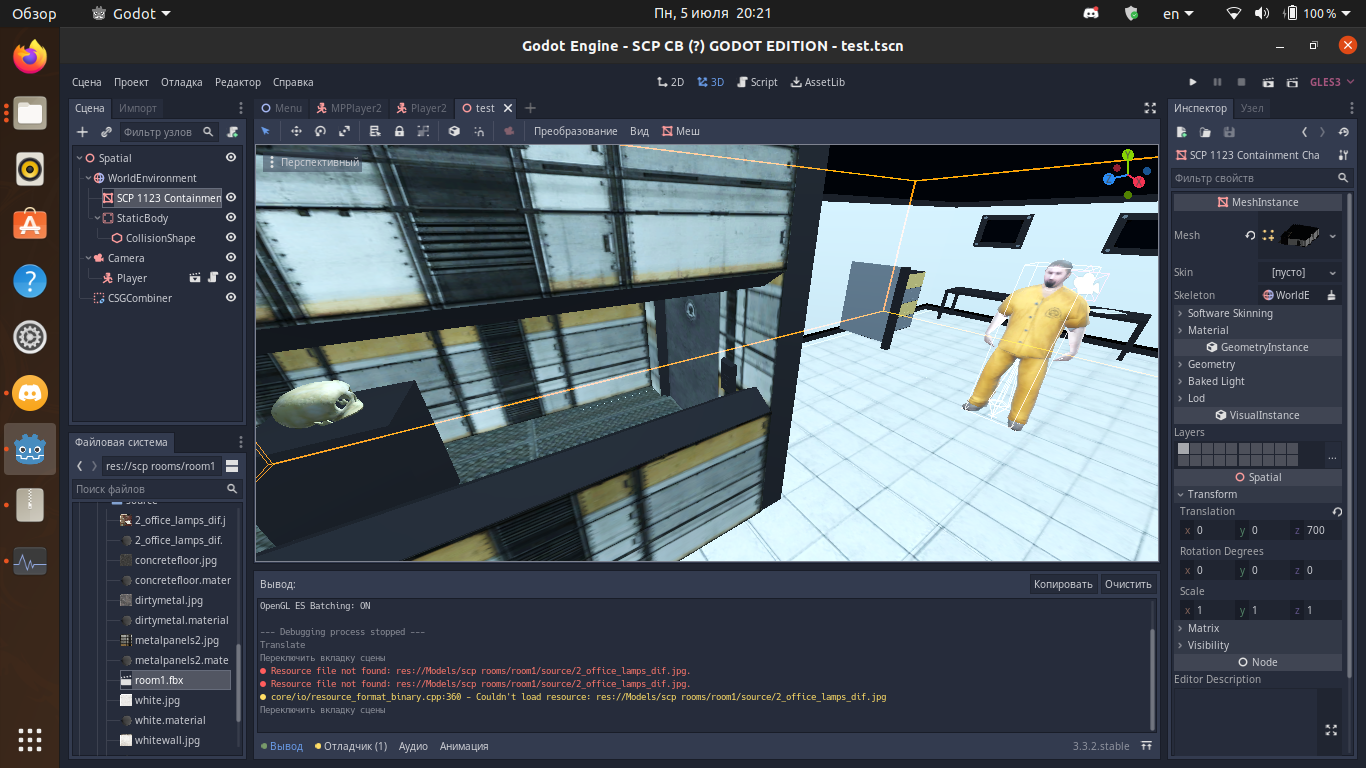 Обзор
Godot
Пн, 5 июля 20:21
en
100 %
Godot Engine - SCP CB (?) GODOT EDITION - test.tscn
Сцена Проект Отладка Редактор Справка
2D 3D Script AssetLib
GLES3
Сцена Импорт
Фильтр узлов
Spatial
WorldEnvironment
SCP 1123 Containmen
StaticBody
CollisionShape
Camera
Player
CSGCombiner
Файловая система
res://scp rooms/room1
Поиск файлов
source
2_office_lamps_dif.j
2_office_lamps_dif.
concretefloor.jpg
concretefloor.mater
dirtymetal.jpg
dirtymetal.material
metalpanels2.jpg
metalpanels2.mate
room1.fbx
white.jpg
white.material
whitewall.jpg
Menu MPPlayer2 Player2 test
Преобразование Вид Меш
Перспективный
Y
X
Z
Вывод:
Копировать Очистить
OpenGL ES Batching: ON
--- Debugging process stopped ---
Translate
Переключить вкладку сцены
Resource file not found: res://Models/scp rooms/room1/source/2_office_lamps_dif.jpg.
Resource file not found: res://Models/scp rooms/room1/source/2_office_lamps_dif.jpg.
core/io/resource_format_binary.cpp:360 - Couldn't load resource: res://Models/scp rooms/room1/source/2_office_lamps_dif.jpg
Переключить вкладку сцены
Вывод Отладчик (1) Аудио Анимация
3.3.2.stable
Инспектор Узел
SCP 1123 Containment Cha
Фильтр свойств
MeshInstance
Mesh
Skin [пусто]
Skeleton WorldE
Software Skinning
Material
GeometryInstance
Geometry
Baked Light
Lod
VisualInstance
Layers
...
Spatial
Transform
Translation
x 0 y 0 z 700
Rotation Degrees
x 0 y 0 z 0
Scale
x 1 y 1 z 1
Matrix
Visibility
Node
Editor Description